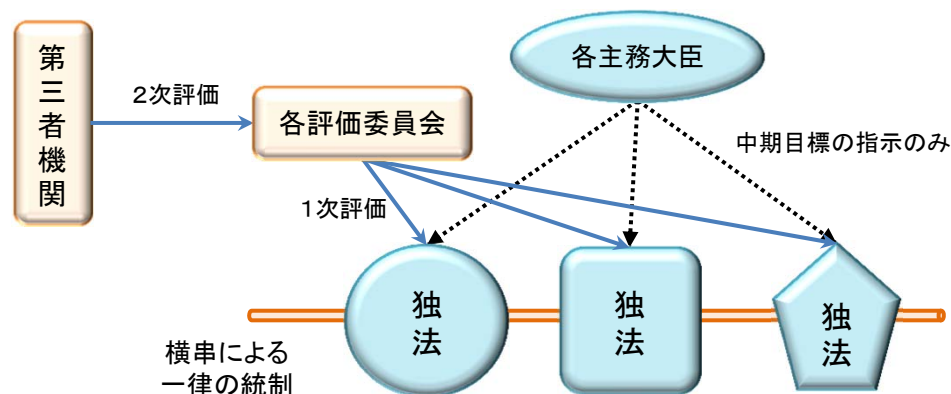 第三者機関
2次評価
各評価委員会
各主務大臣
中期目標の指示のみ
1次評価
独法
独法
独法
横串による
一律の統制